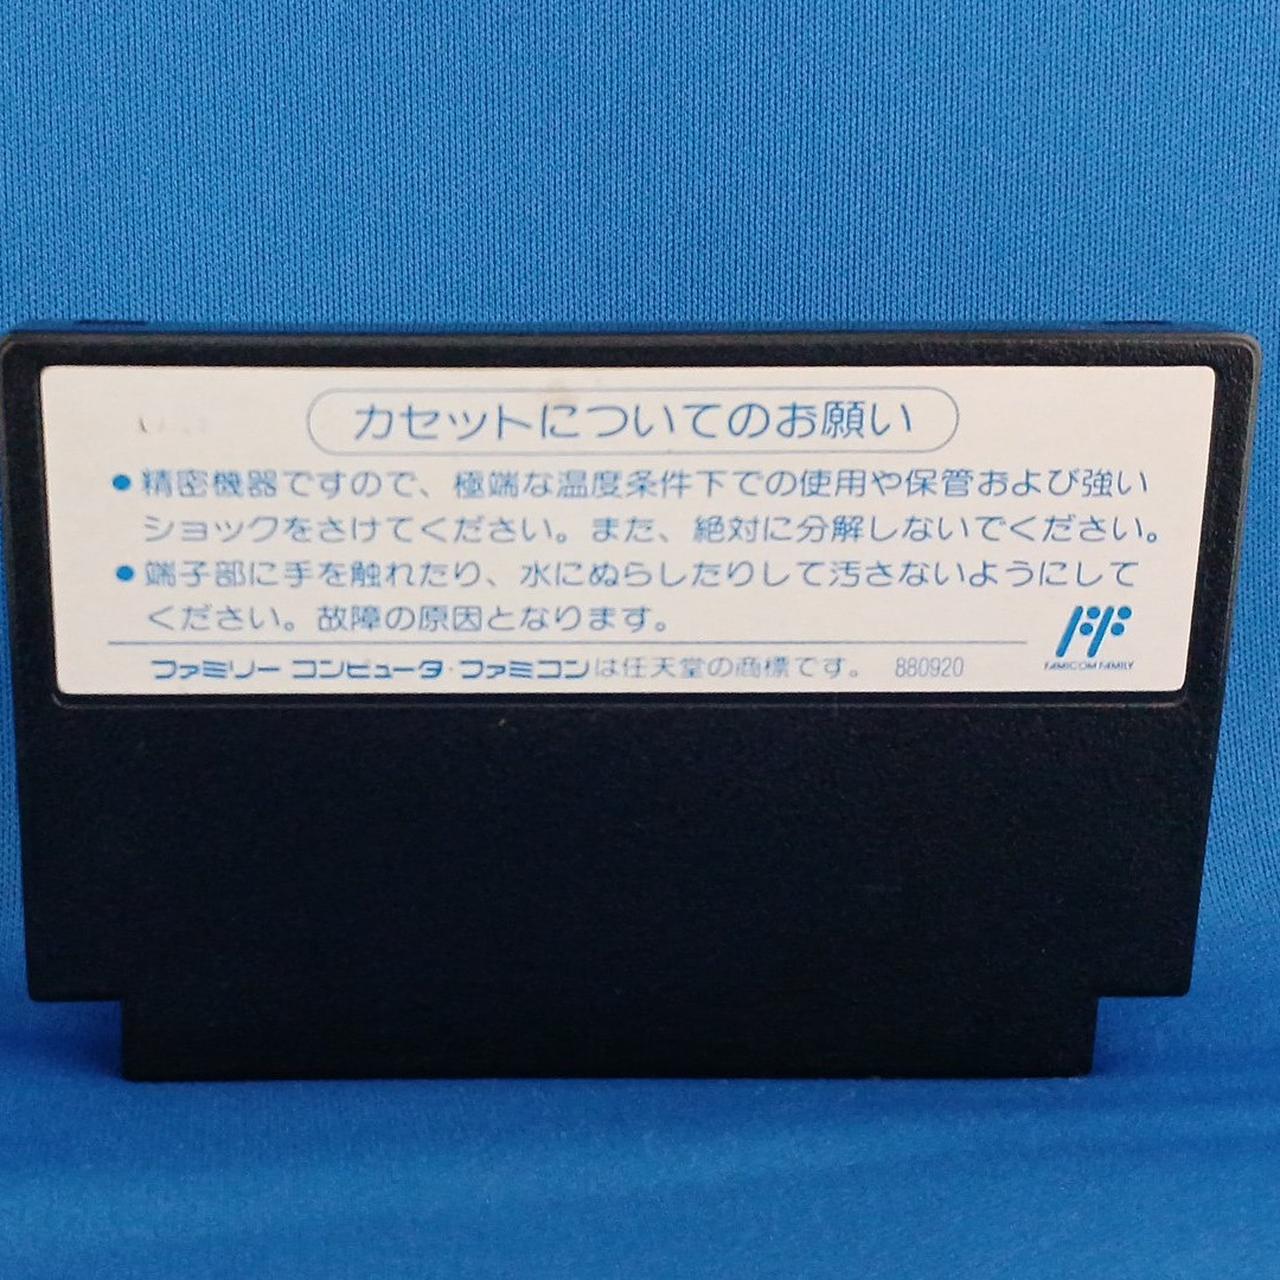 カセットについてのお願い
●精密機器ですので、極端な温度条件下での使用や保管および強い
ショックをさけてください。また、絶対に分解しないでください。
●端子部に手を触れたり、水にぬらしたりして汚さないようにして
ください。故障の原因となります。
FF
FAMICOM FAMILY
ファミリー コンピュータ・ファミコンは任天堂の商標です。 880920